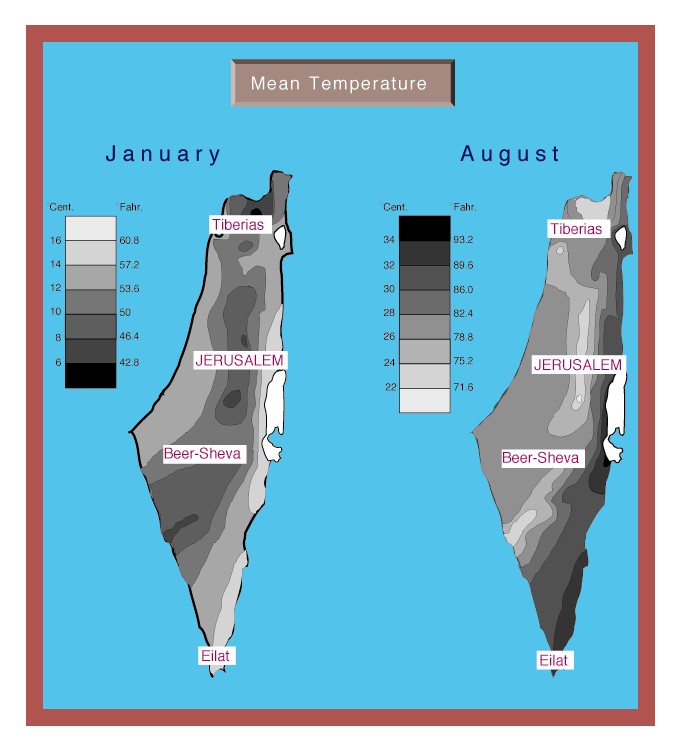 Mean Temperature
January
August
Cent. °Fahr.
16 60.8
14 57.2
12 53.6
10 50
8 46.4
6 42.8
Tiberias
JERUSALEM
Beer-Sheva
Eilat
°Cent. °Fahr.
34 93.2
32 89.6
30 86.0
28 82.4
26 78.8
24 75.2
22 71.6
Tiberias
JERUSALEM
Beer-Sheva
Eilat